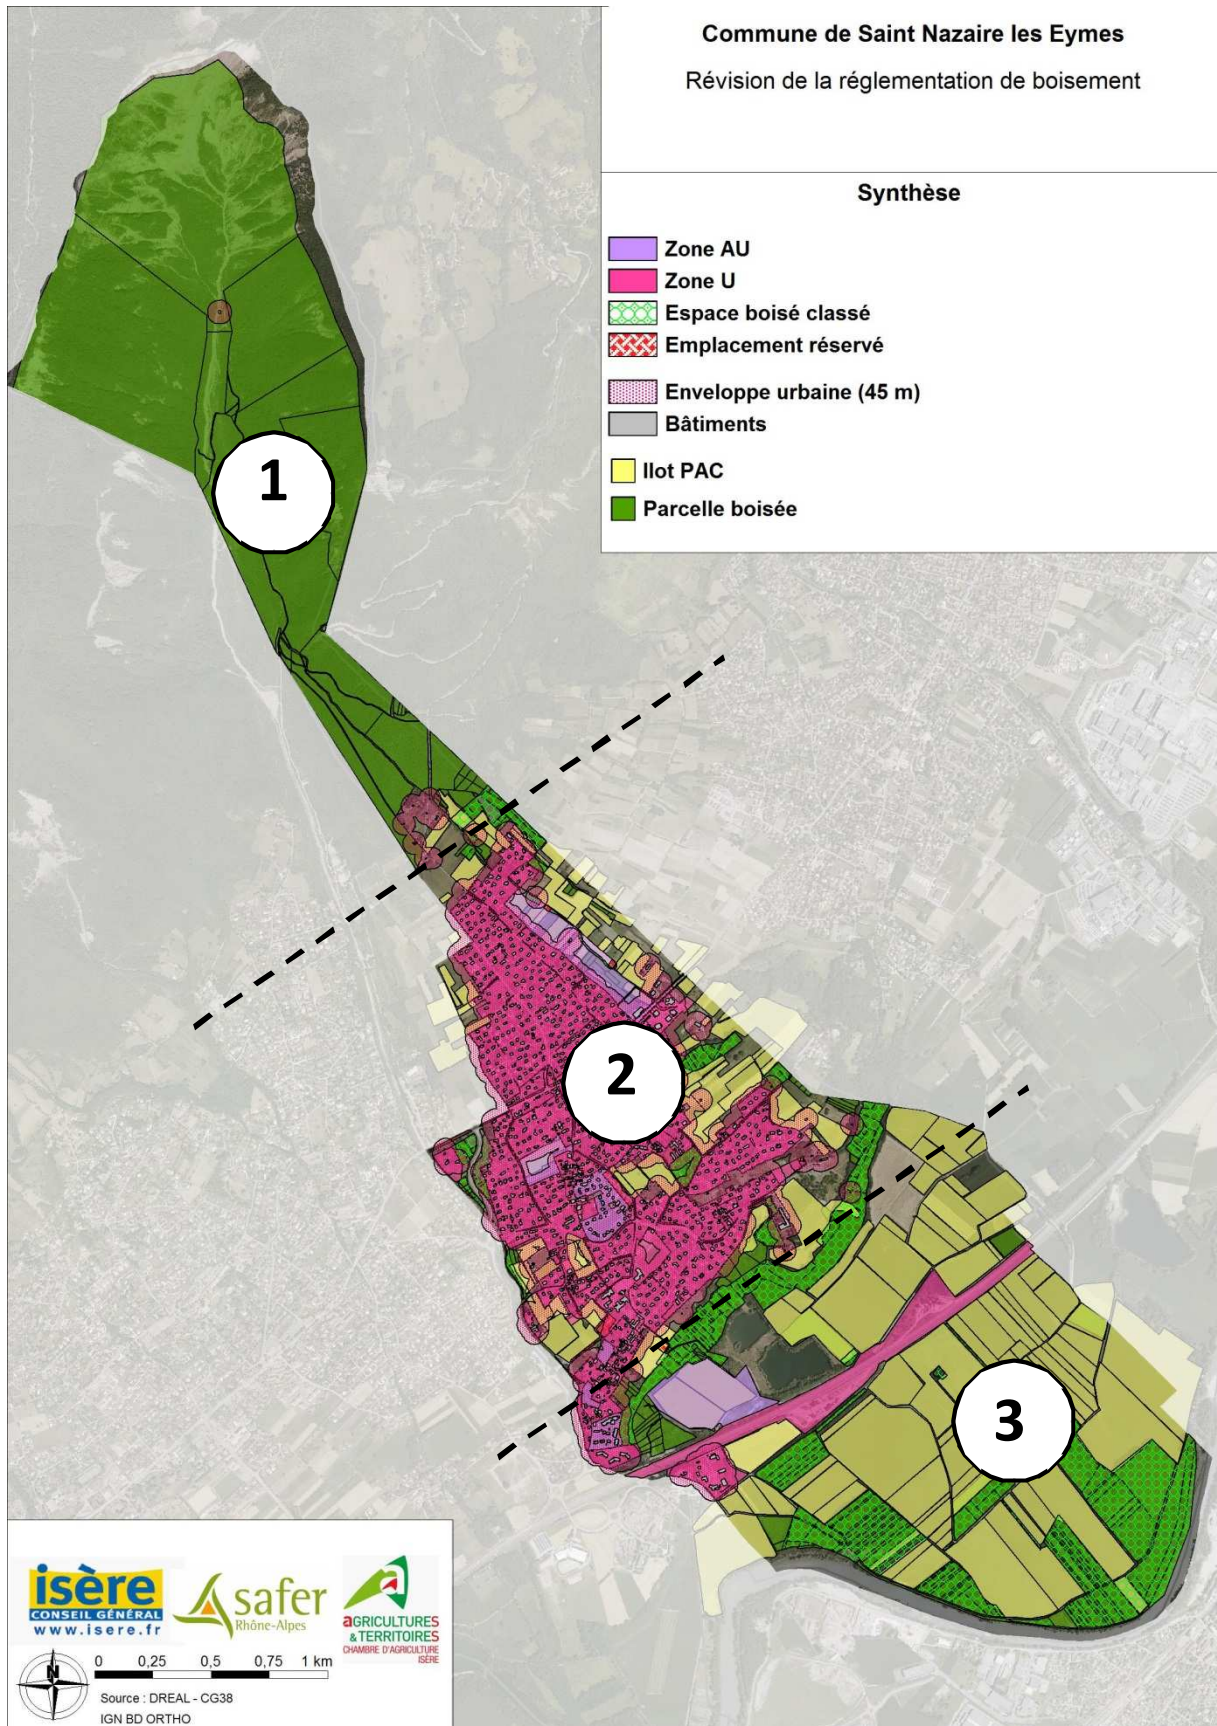 Commune de Saint Nazaire les Eymes
Révision de la réglementation de boisement
Synthèse
Zone AU
Zone U
Espace boisé classé
Emplacement réservé
Enveloppe urbaine (45 m)
Bâtiments
Ilot PAC
Parcelle boisée
1
2
3
isère
CONSEIL GÉNÉRAL
www.isere.fr
safer
Rhône-Alpes
a
aGRICULTURES
& TERRITOIRES
CHAMBRE D'AGRICULTURE
ISÈRE
N
0 0,25 0,5 0,75 1 km
Source : DREAL - CG38
IGN BD ORTHO